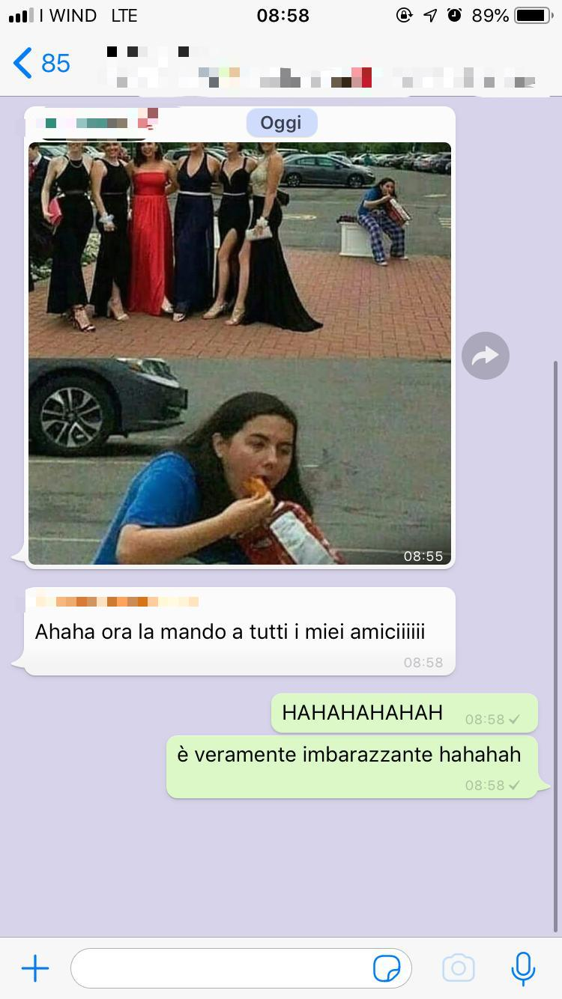 I WIND LTE 08:58 89%
85
Oggi
08:55
Ahaha ora la mando a tutti i miei amiciiiiii
08:58
HAHAHAHAHAH 08:58
è veramente imbarazzante hahahah
08:58